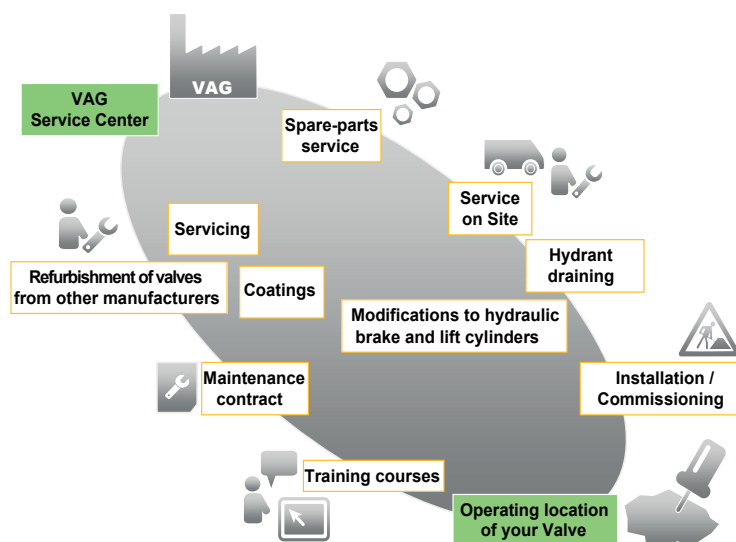 VAG
VAG
Service Center
Spare-parts
service
Service
on Site
Servicing
Hydrant
draining
Refurbishment of valves
from other manufacturers
Coatings
Modifications to hydraulic
brake and lift cylinders
Maintenance
contract
Installation /
Commissioning
Training courses
Operating location
of your Valve